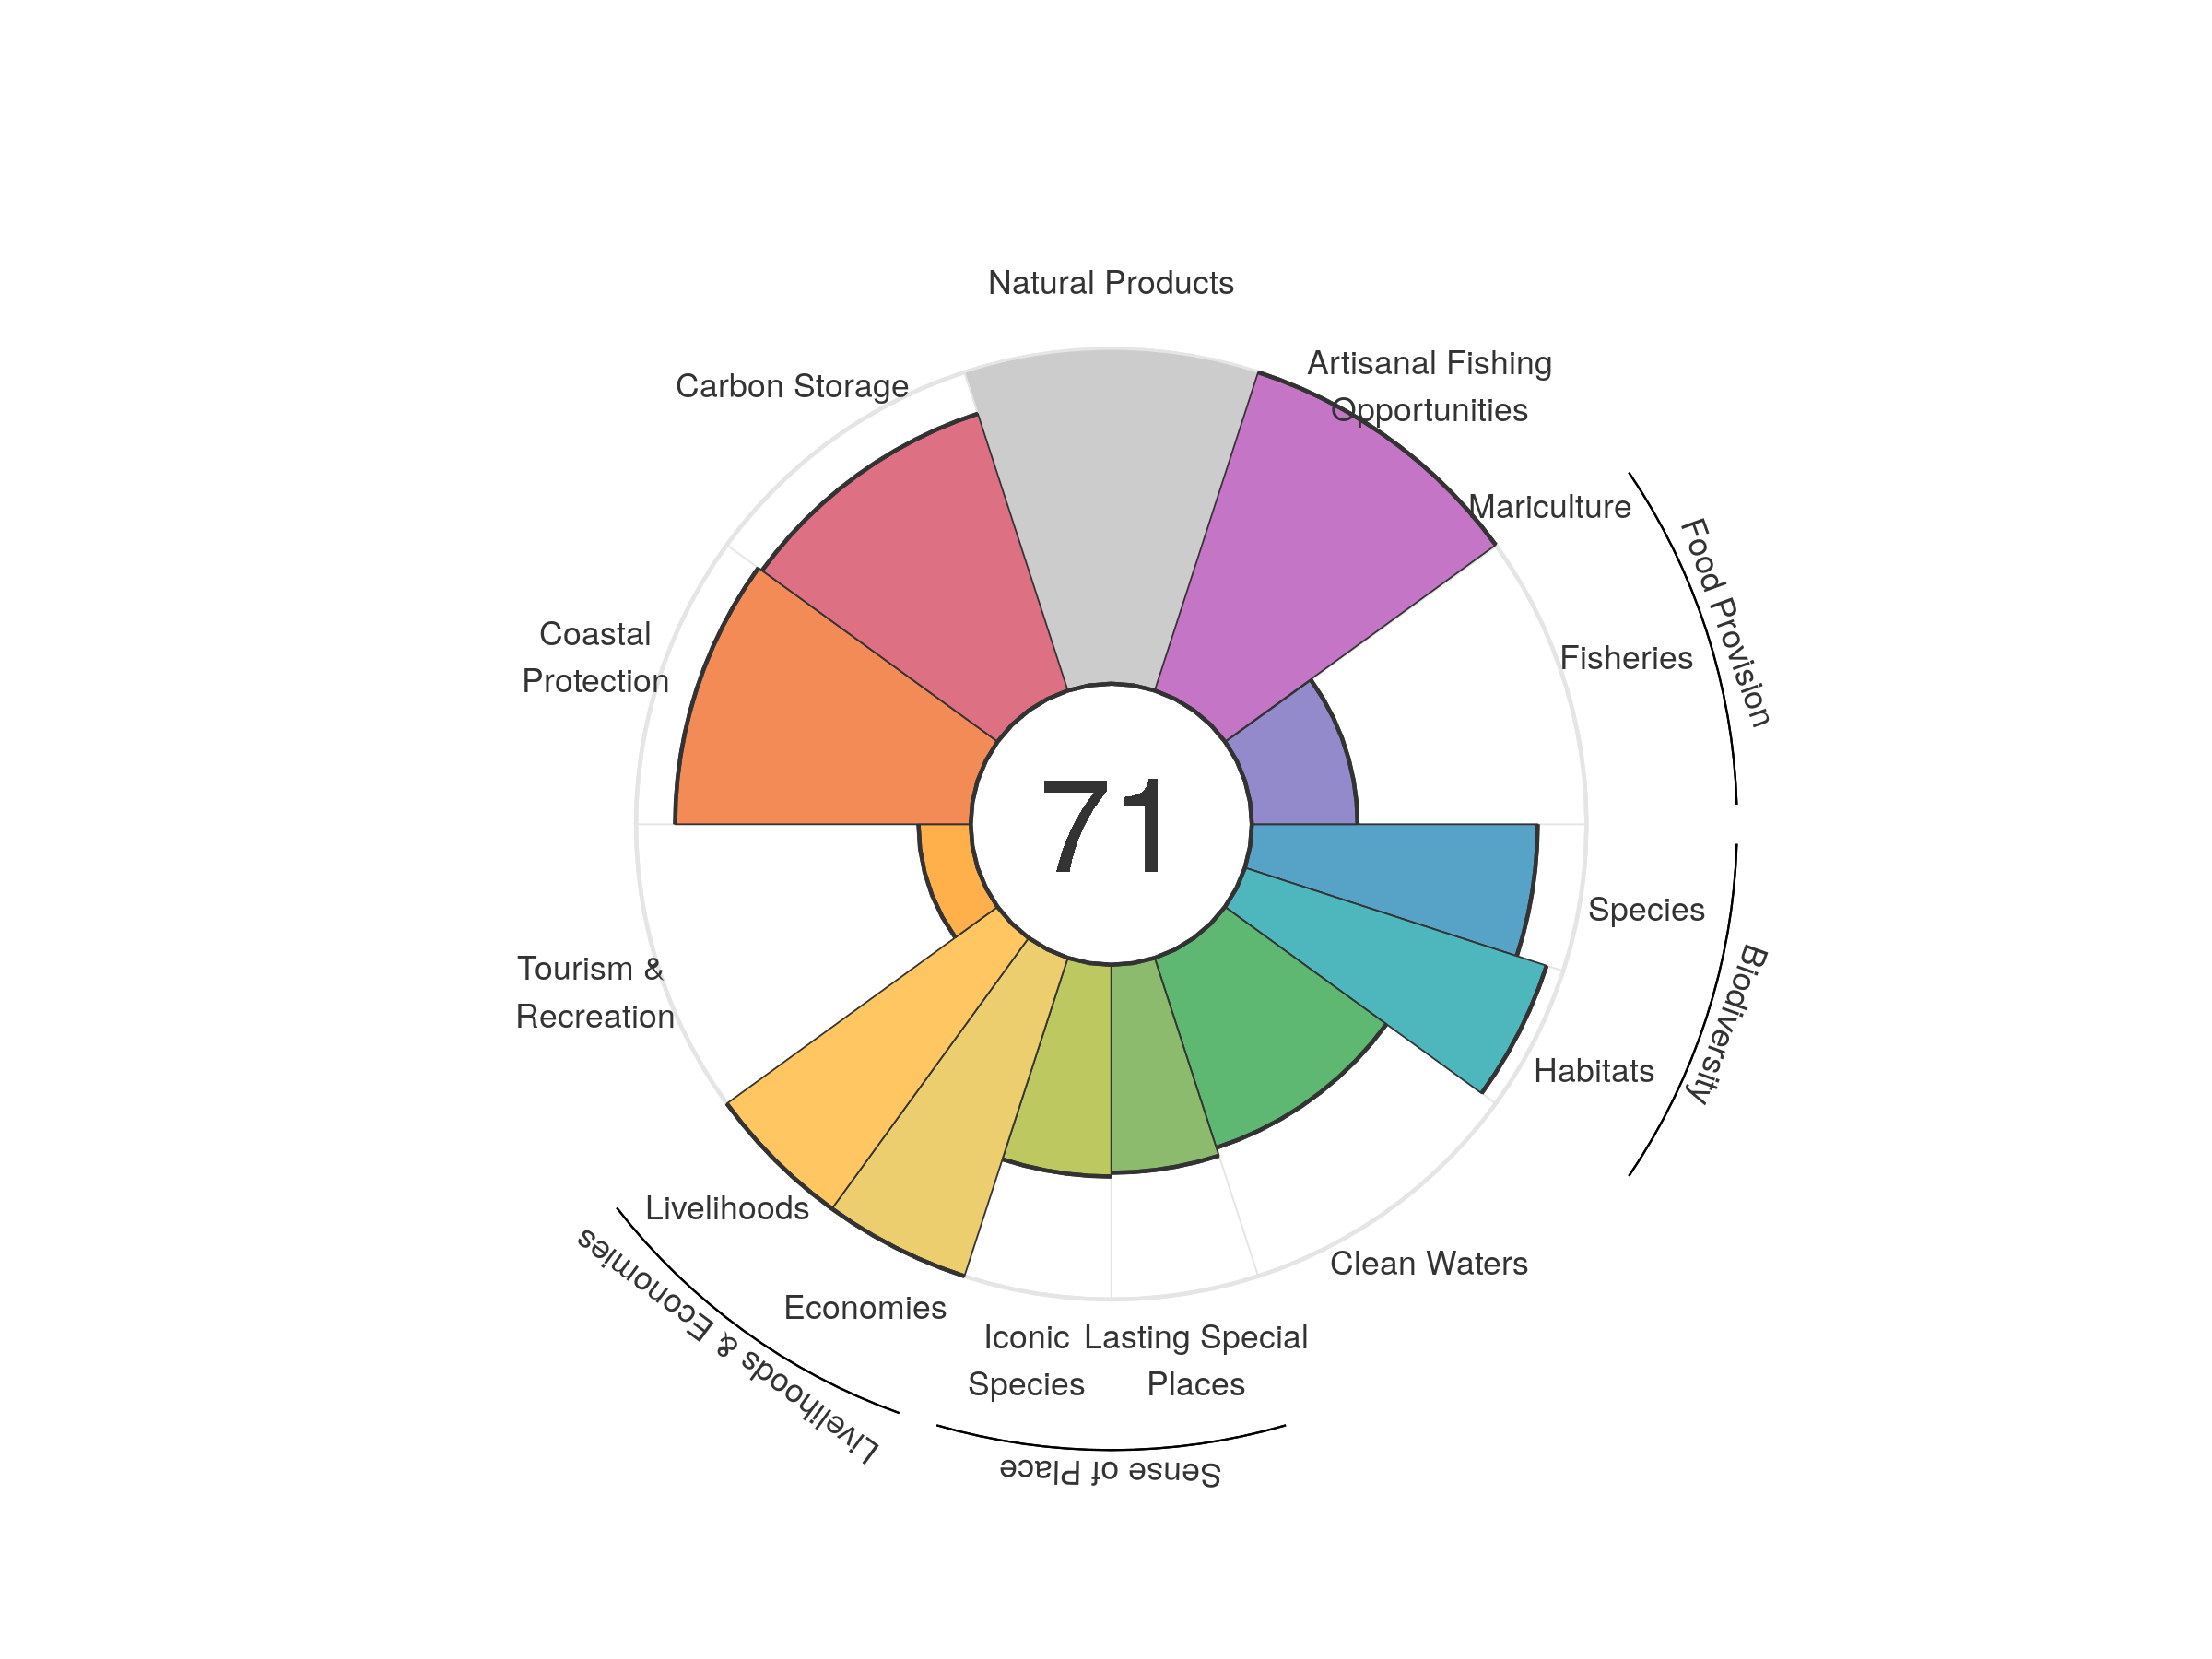 Natural Products
Artisanal Fishing
Opportunities
Carbon Storage
Mariculture
Food Provision
Coastal
Protection
Fisheries
71
Species
Biodiversity
Tourism &
Recreation
Habitats
Livelihoods
Livelihoods & Economies
Clean Waters
Economies
Iconic
Species
Lasting Special
Places
Sense of Place